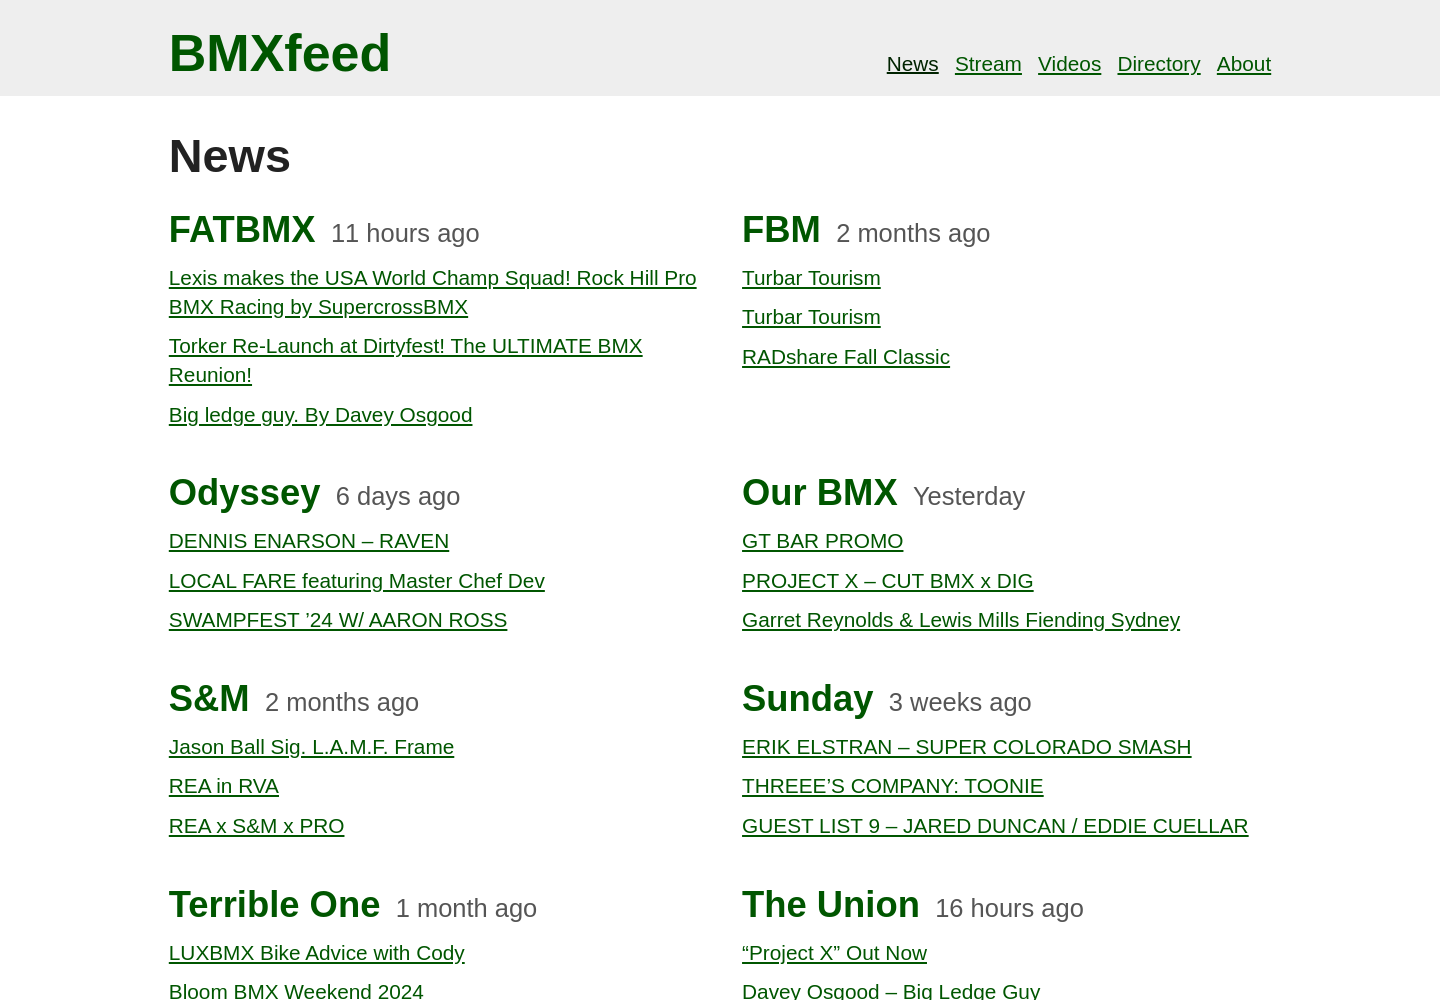 BMXfeed
News Stream Videos Directory About
News
FATBMX 11 hours ago
Lexis makes the USA World Champ Squad! Rock Hill Pro
BMX Racing by SupercrossBMX
Torker Re-Launch at Dirtyfest! The ULTIMATE BMX
Reunion!
Big ledge guy. By Davey Osgood
FBM 2 months ago
Turbar Tourism
Turbar Tourism
RADshare Fall Classic
Odyssey 6 days ago
DENNIS ENARSON – RAVEN
LOCAL FARE featuring Master Chef Dev
SWAMPFEST ’24 W/ AARON ROSS
Our BMX Yesterday
GT BAR PROMO
PROJECT X – CUT BMX x DIG
Garret Reynolds & Lewis Mills Fiending Sydney
S&M 2 months ago
Jason Ball Sig. L.A.M.F. Frame
REA in RVA
REA x S&M x PRO
Sunday 3 weeks ago
ERIK ELSTRAN – SUPER COLORADO SMASH
THREEE’S COMPANY: TOONIE
GUEST LIST 9 – JARED DUNCAN / EDDIE CUELLAR
Terrible One 1 month ago
LUXBMX Bike Advice with Cody
Bloom BMX Weekend 2024
The Union 16 hours ago
“Project X” Out Now
Davey Osgood – Big Ledge Guy